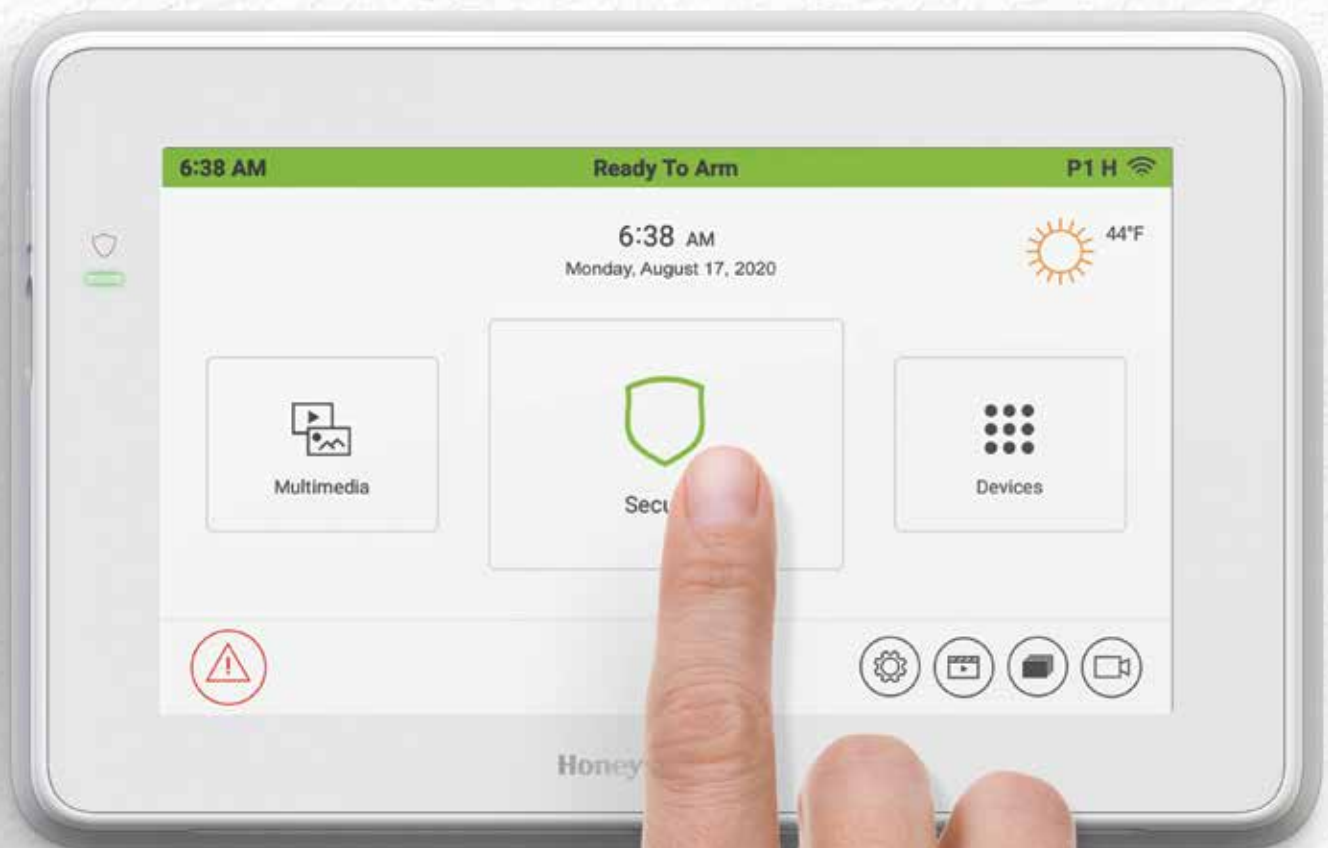 6:38 AM Ready To Arm P1 H
6:38 AM
Monday, August 17, 2020
44°F
Multimedia
Devices